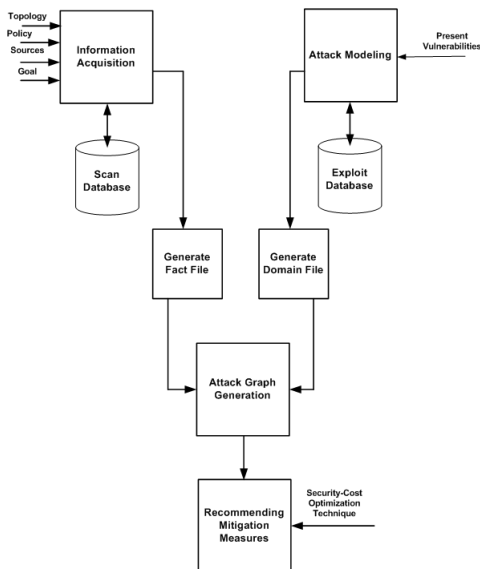 Topology
Policy
Sources
Goal
Information
Acquisition
Attack Modeling
Present
Vulnerabilities
Scan
Database
Exploit
Database
Generate
Fact File
Generate
Domain File
Attack Graph
Generation
Recommending
Mitigation
Measures
Security-Cost
Optimization
Technique